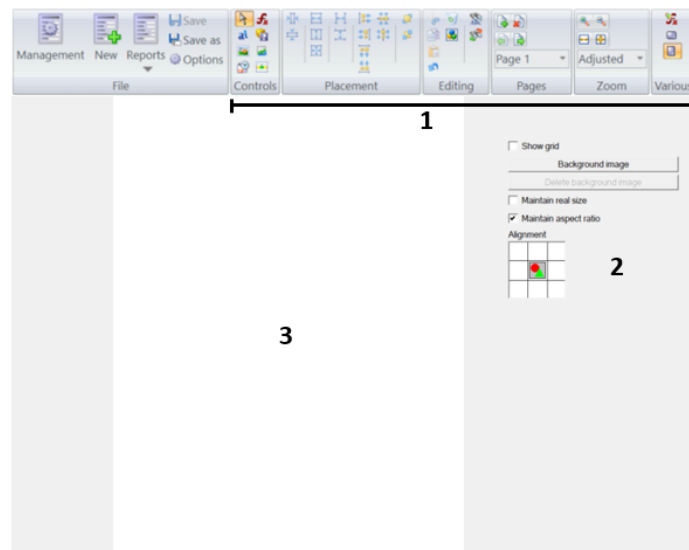 Save
Save as
Management New Reports Options
Page 1 Adjusted
File Controls Placement Editing Pages Zoom Various
1
Show grid
Background image
Delete background image
Maintain real size
Maintain aspect ratio
Alignment
2
3